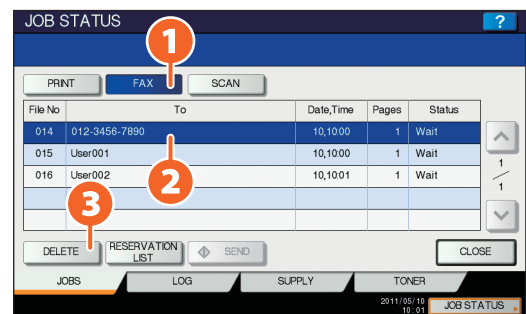 JOB STATUS
?
1
PRINT FAX SCAN
File No To Date,Time Pages Status
014 012-3456-7890 10,10:00 1 Wait
015 User001 10,10:00 1 Wait
016 User002 10,10:01 1 Wait
1
1
2
3
DELETE RESERVATION LIST SEND CLOSE
JOBS LOG SUPPLY TONER
2011/05/10
10:01
JOB STATUS